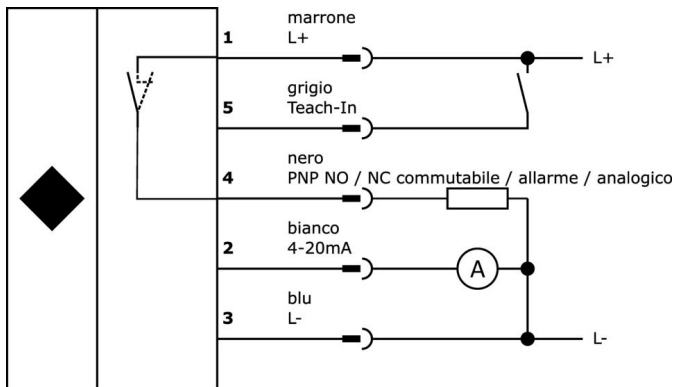 marrone
1 L+
L+
grigio
5 Teach-In
nero
4 PNP NO / NC commutabile / allarme / analogico
bianco
2 4-20mA
A
blu
3 L-
L-